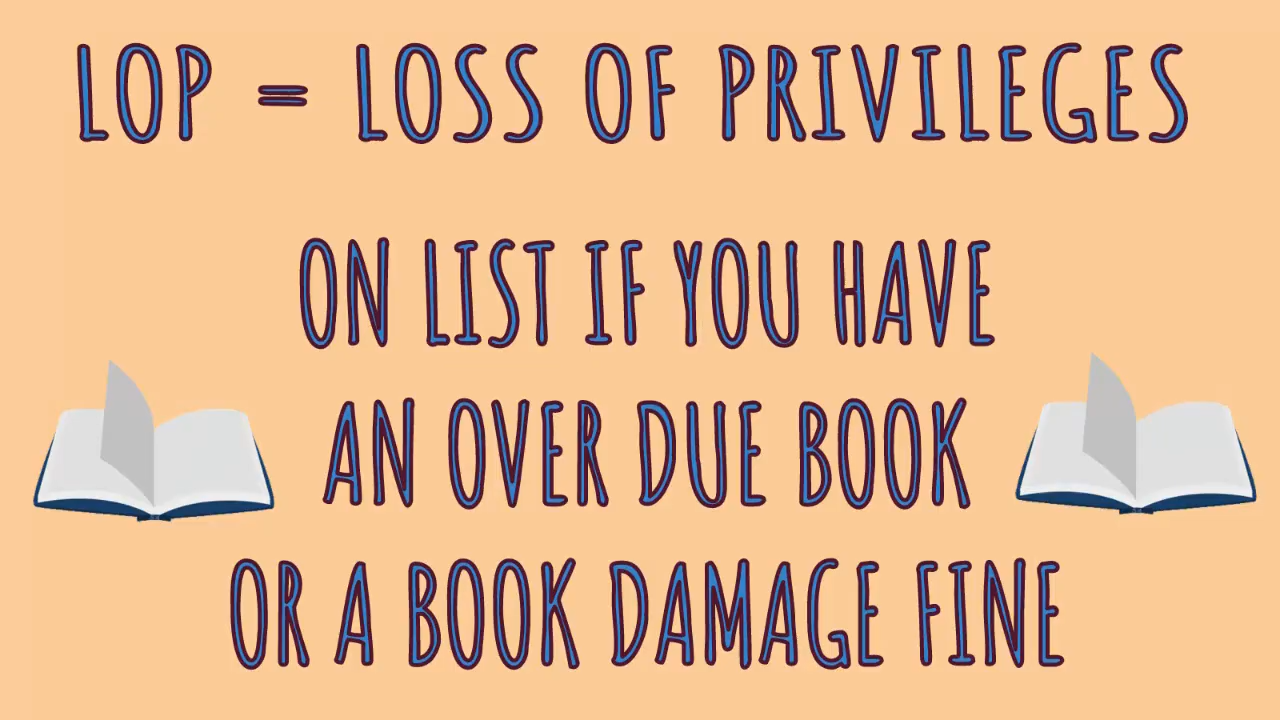 LOP = LOSS OF PRIVILEGES
ON LIST IF YOU HAVE
AN OVER DUE BOOK
OR A BOOK DAMAGE FINE